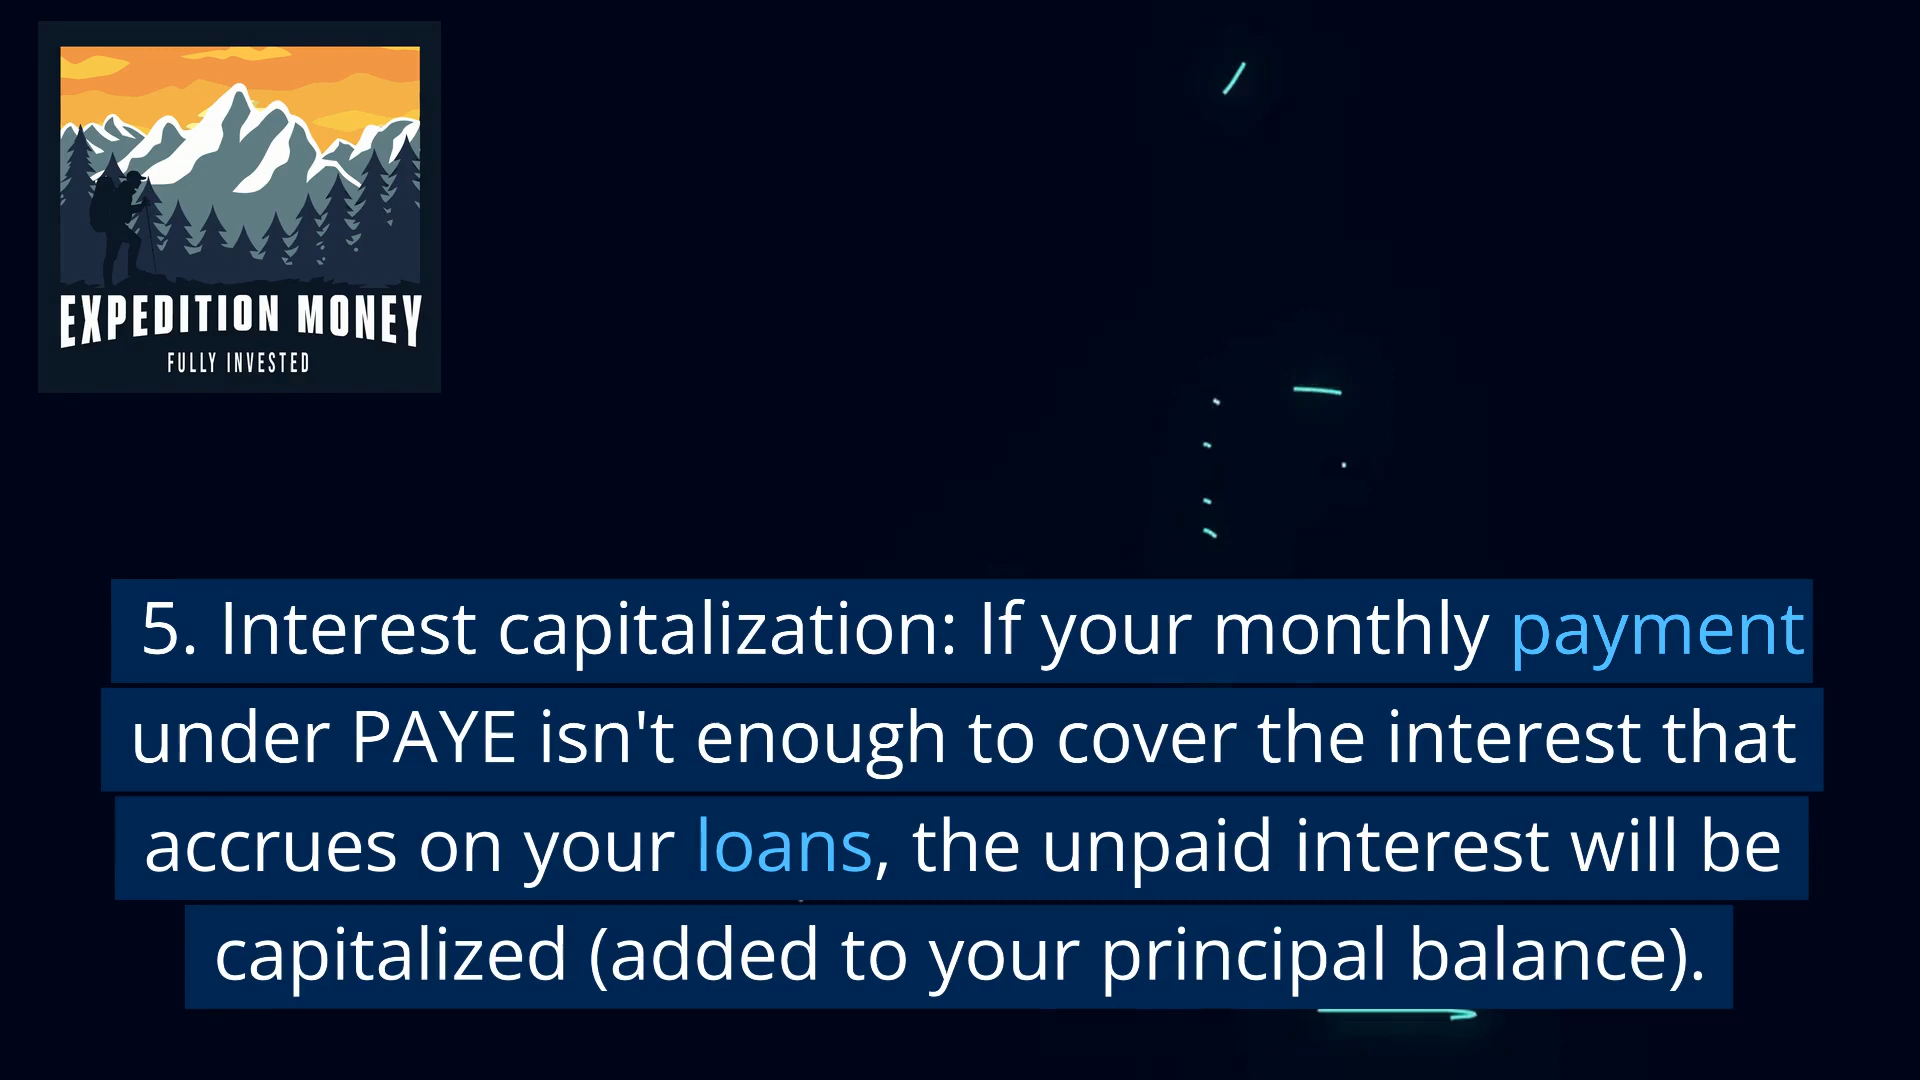 EXPEDITION MONEY
FULLY INVESTED
5. Interest capitalization: If your monthly payment
under PAYE isn't enough to cover the interest that
accrues on your loans, the unpaid interest will be
capitalized (added to your principal balance).